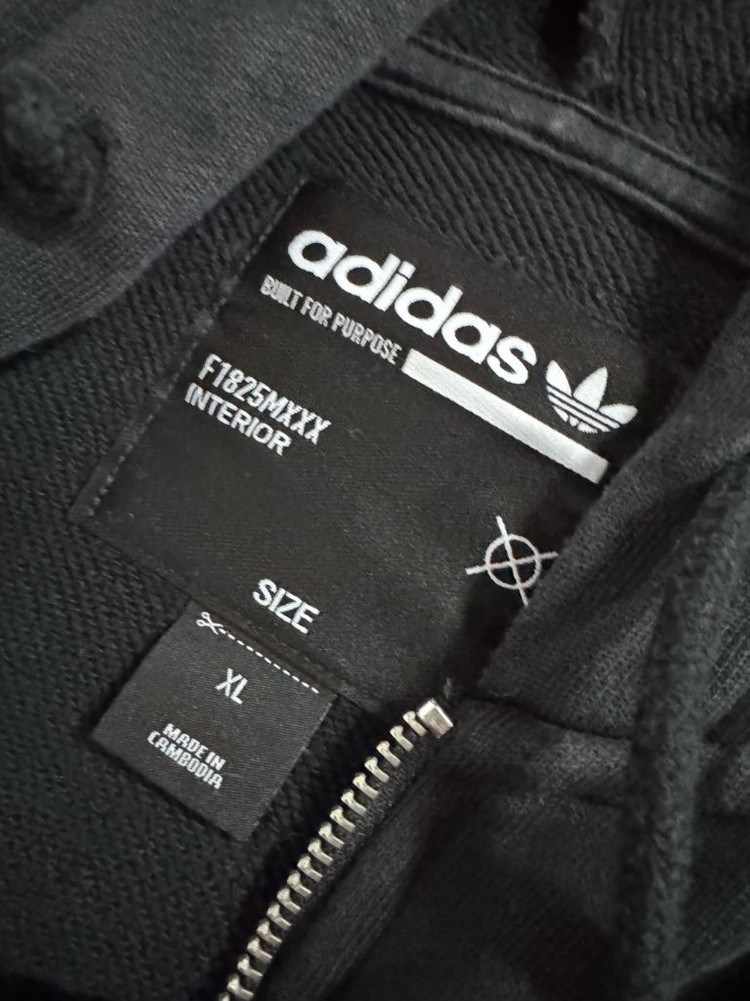 adidas
BUILT FOR PURPOSE
F1825MXXX
INTERIOR
SIZE
XL
MADE IN
CAMBODIA